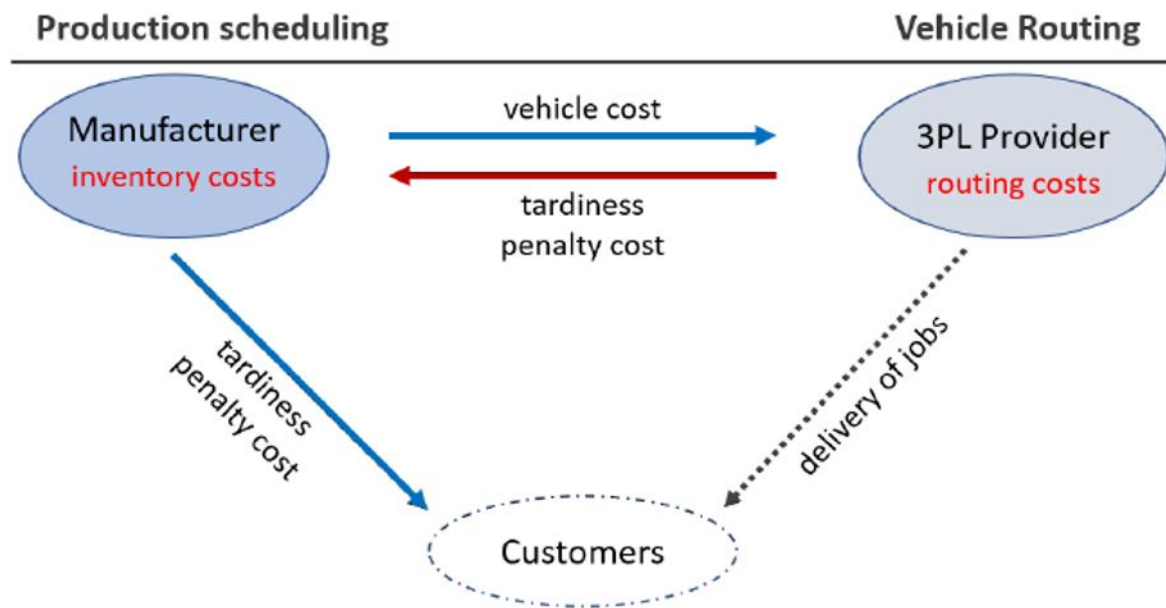 Production scheduling
Vehicle Routing
Manufacturer
inventory costs
vehicle cost
tardiness
penalty cost
3PL Provider
routing costs
tardiness
penalty cost
delivery of jobs
Customers